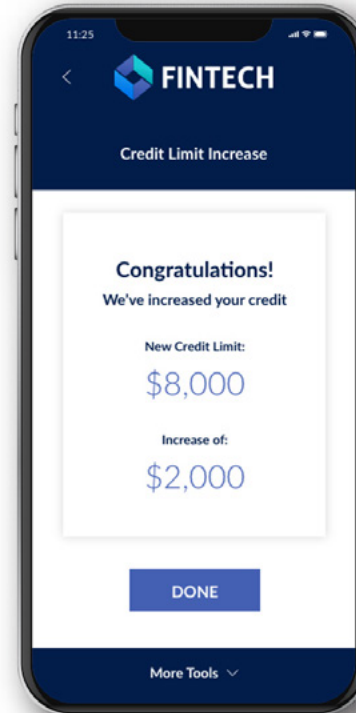 11:25
FINTECH
Credit Limit Increase
Congratulations!
We've increased your credit
New Credit Limit:
$8,000
Increase of:
$2,000
DONE
More Tools